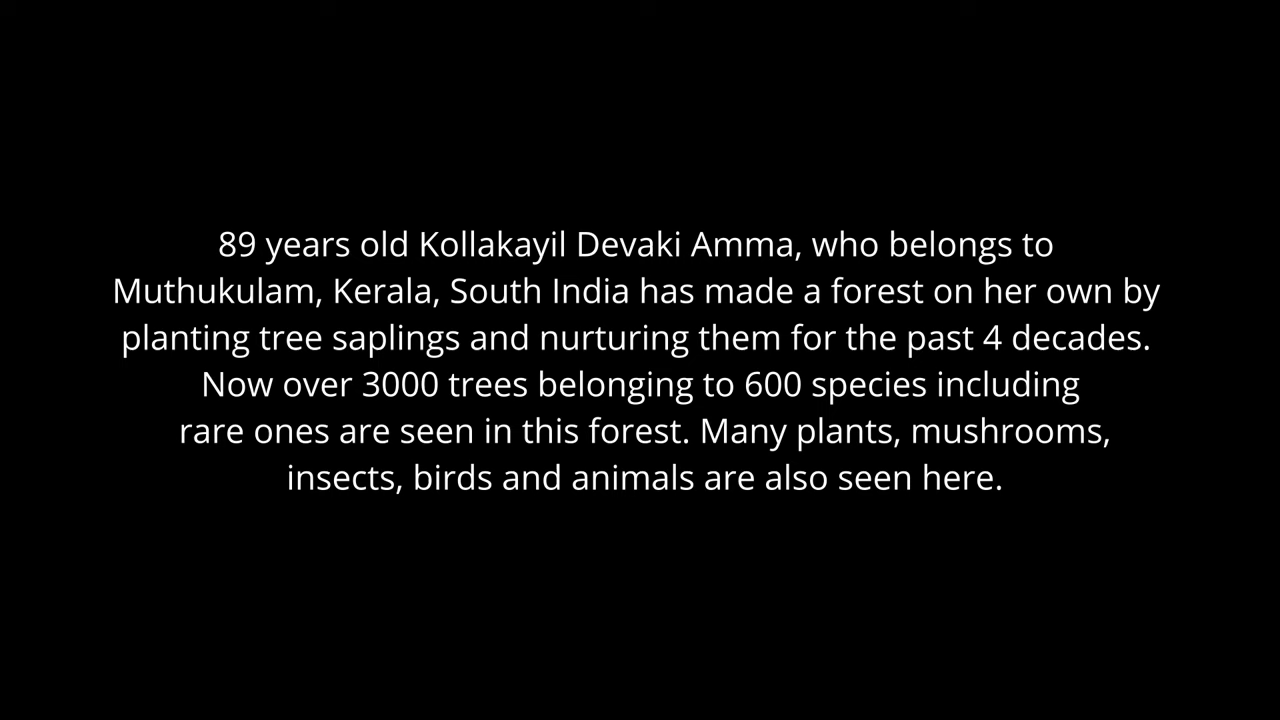 89 years old Kollakayil Devaki Amma, who belongs to
Muthukulam, Kerala, South India has made a forest on her own by
planting tree saplings and nurturing them for the past 4 decades.
Now over 3000 trees belonging to 600 species including
rare ones are seen in this forest. Many plants, mushrooms,
insects, birds and animals are also seen here.